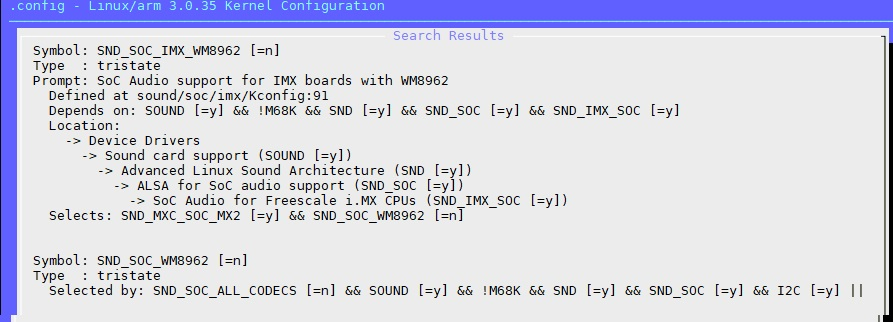 .config - Linux/arm 3.0.35 Kernel Configuration
Search Results
Symbol: SND_SOC_IMX_WM8962 [=n]
Type  : tristate
Prompt: SoC Audio support for IMX boards with WM8962
  Defined at sound/soc/imx/Kconfig:91
  Depends on: SOUND [=y] && !M68K && SND [=y] && SND_SOC [=y] && SND_IMX_SOC [=y]
  Location:
    -> Device Drivers
      -> Sound card support (SOUND [=y])
        -> Advanced Linux Sound Architecture (SND [=y])
          -> ALSA for SoC audio support (SND_SOC [=y])
            -> SoC Audio for Freescale i.MX CPUs (SND_IMX_SOC [=y])
  Selects: SND_MXC_SOC_MX2 [=y] && SND_SOC_WM8962 [=n]
Symbol: SND_SOC_WM8962 [=n]
Type  : tristate
  Selected by: SND_SOC_ALL_CODECS [=n] && SOUND [=y] && !M68K && SND [=y] && SND_SOC [=y] && I2C [=y] ||